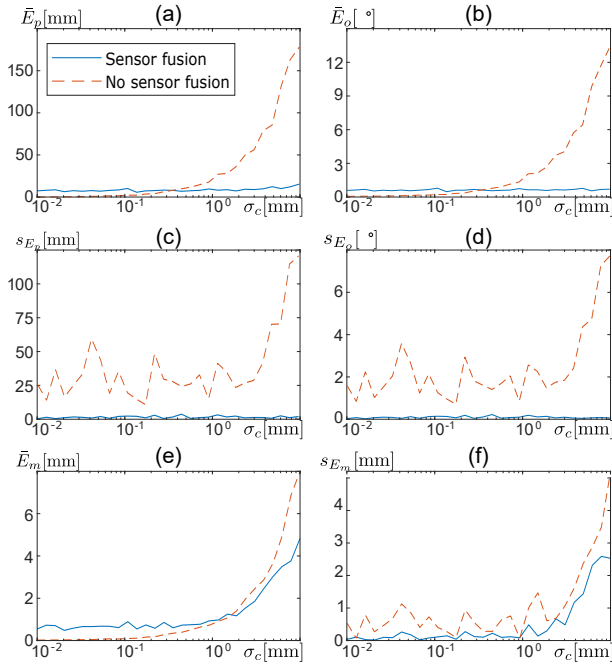 Ē_p[mm] (a)
Ē_o[ °] (b)
Sensor fusion
No sensor fusion
150
100
50
0
10^-2 10^-1 10^0 σ_c[mm]
12
9
6
3
0
10^-2 10^-1 10^0 σ_c[mm]
s_{E_p}[mm] (c)
s_{E_o}[ °] (d)
125
100
75
50
25
0
10^-2 10^-1 10^0 σ_c[mm]
8
6
4
2
0
10^-2 10^-1 10^0 σ_c[mm]
Ē_m[mm] (e)
s_{E_m}[mm] (f)
6
4
2
0
10^-2 10^-1 10^0 σ_c[mm]
4
3
2
1
0
10^-2 10^-1 10^0 σ_c[mm]